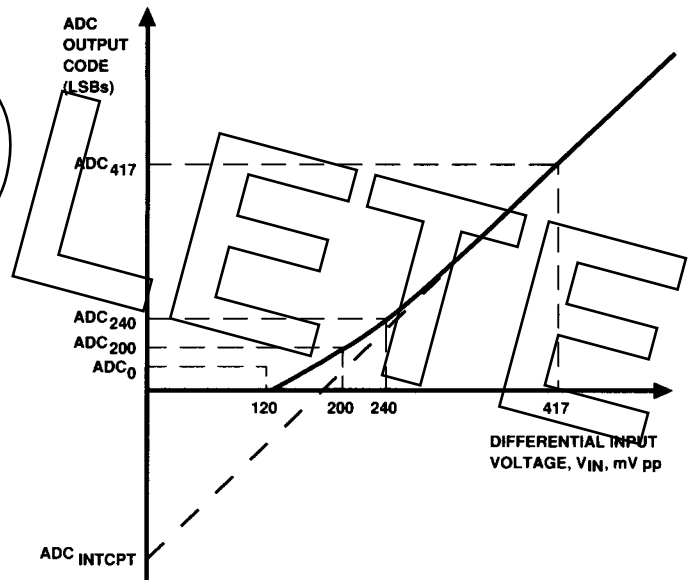 ADC
OUTPUT
CODE
(LSBs)
ADC417
ADC240
ADC200
ADC0
120 200 240 417
DIFFERENTIAL INPUT
VOLTAGE, VIN, mV pp
ADC INTCPT
LETE